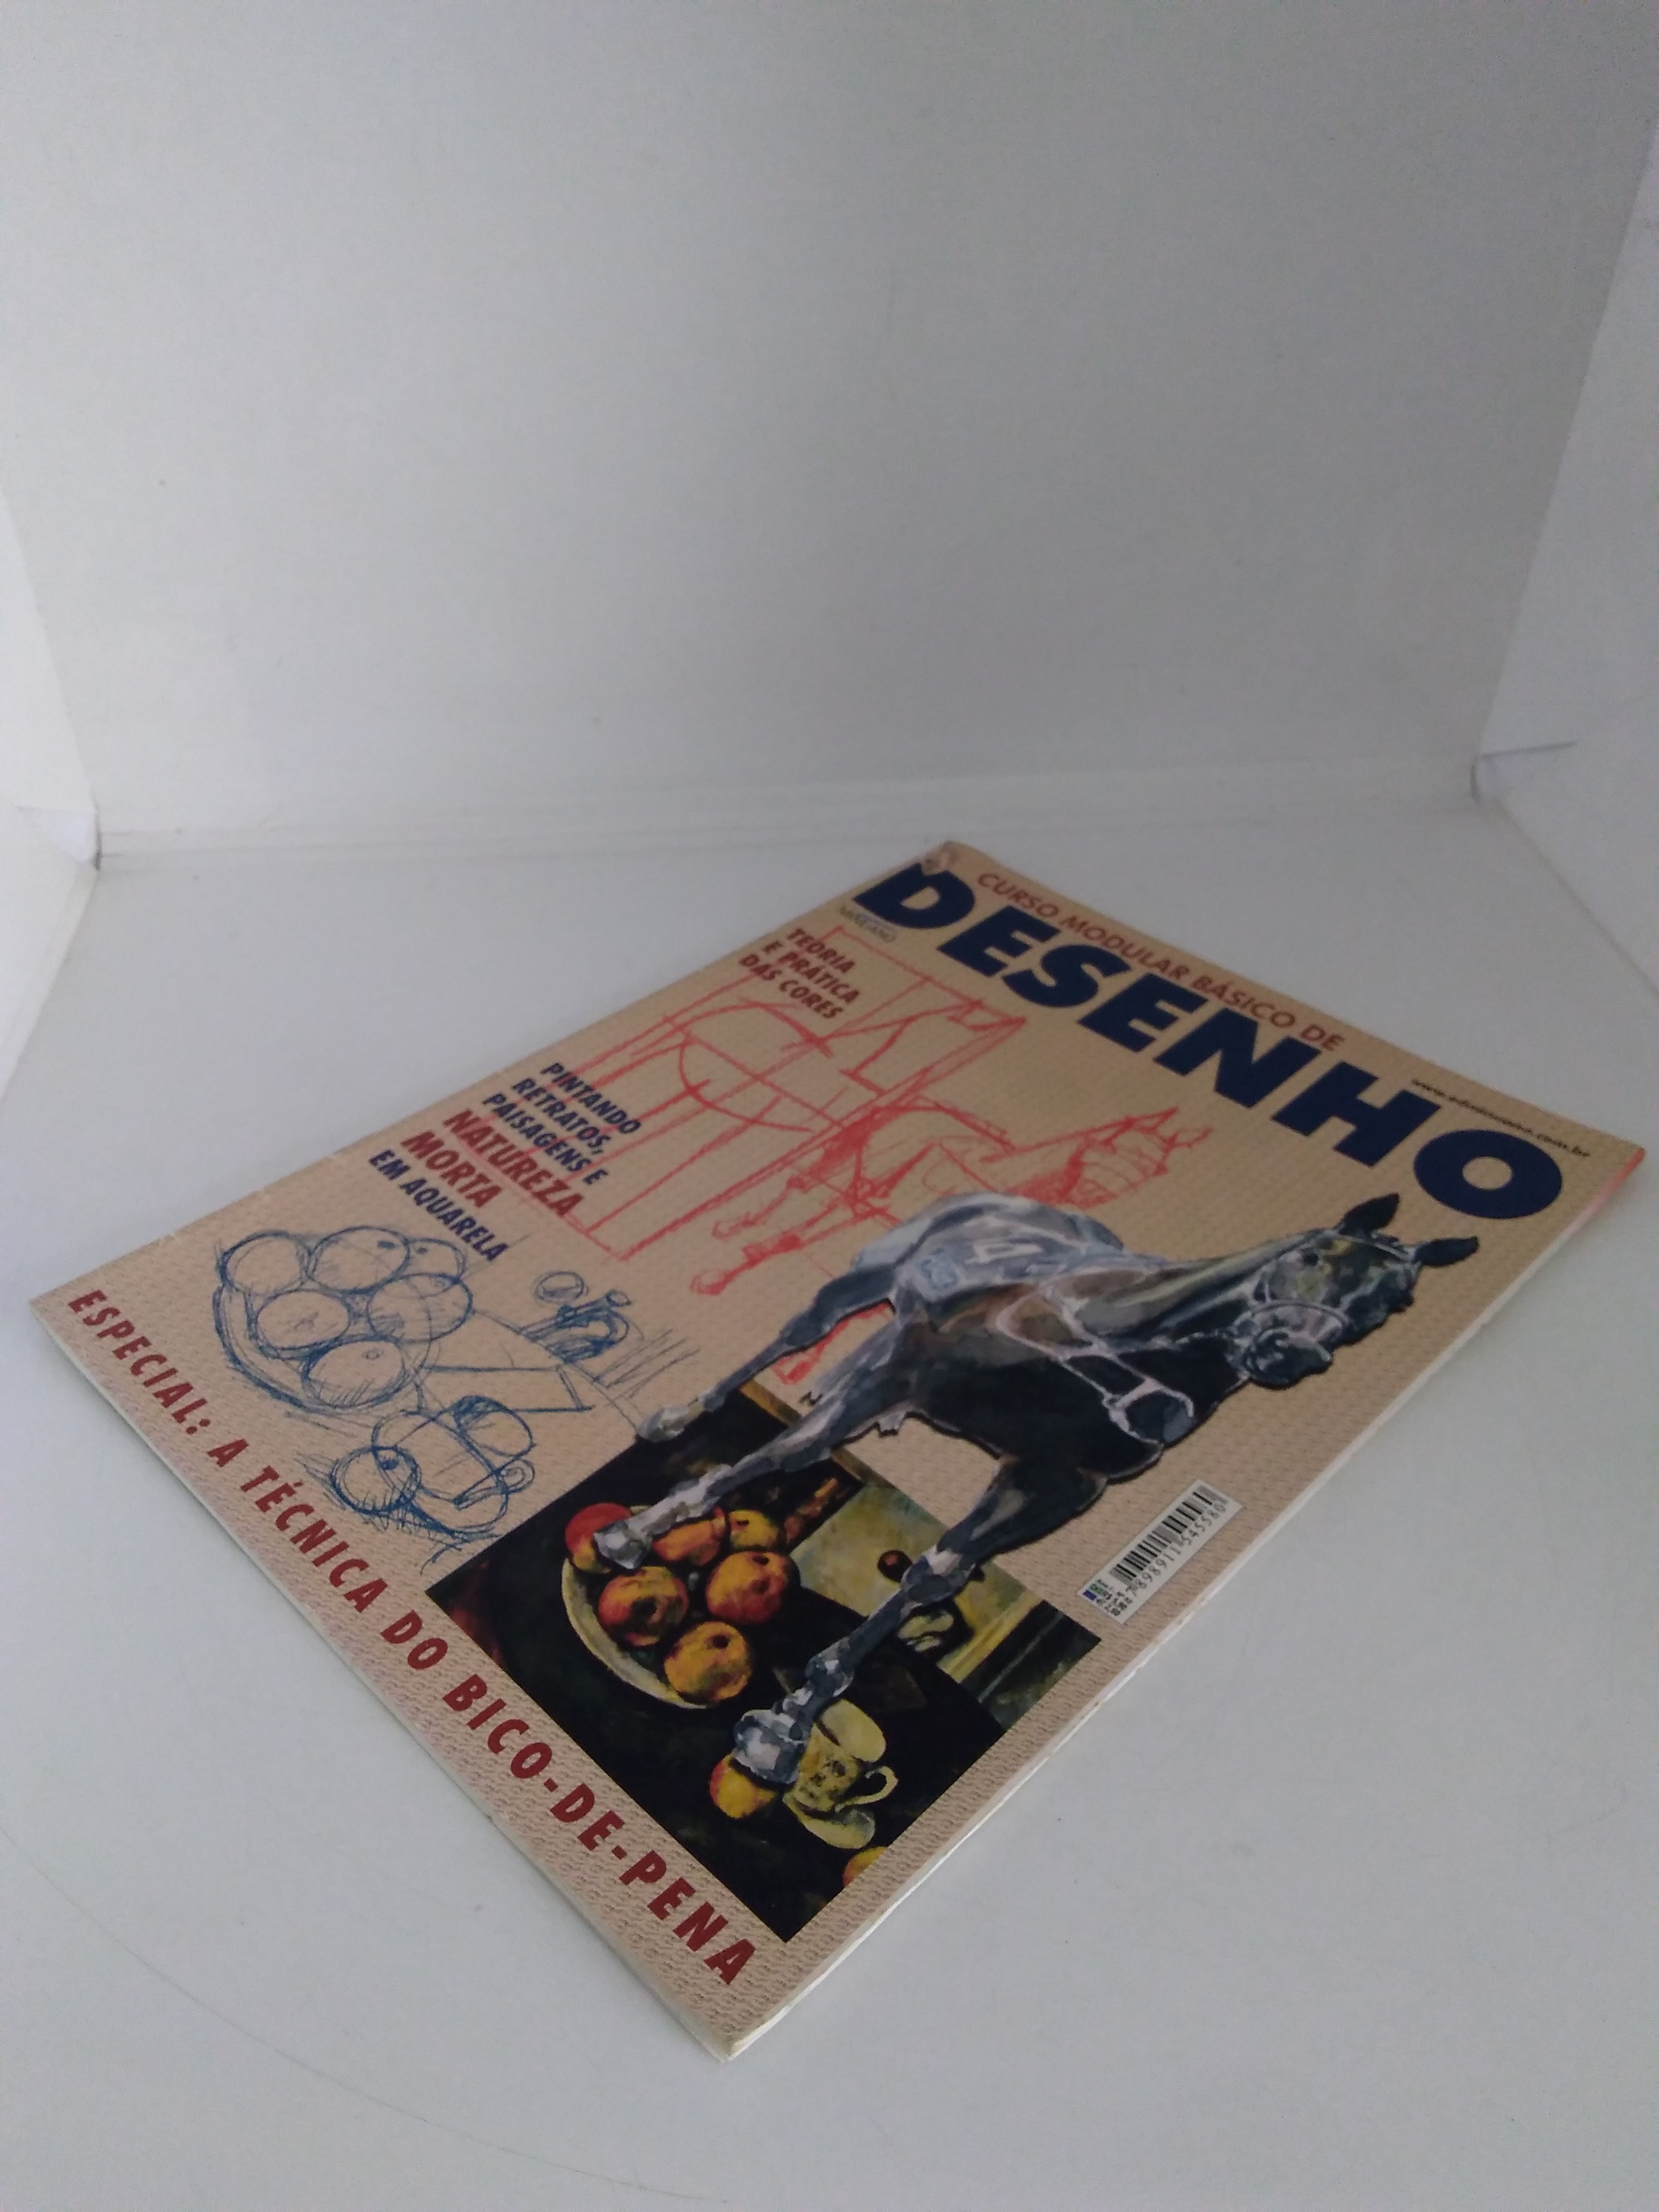 CURSO MODULAR BÁSICO DE
DESENHO
TEORIA
E PRÁTICA
DAS CORES
PINTANDO
RETRATOS,
PAISAGENS E
NATUREZA
MORTA
EM AQUARELA
4
ESPECIAL: A TÉCNICA DO BICO-DE-PENA